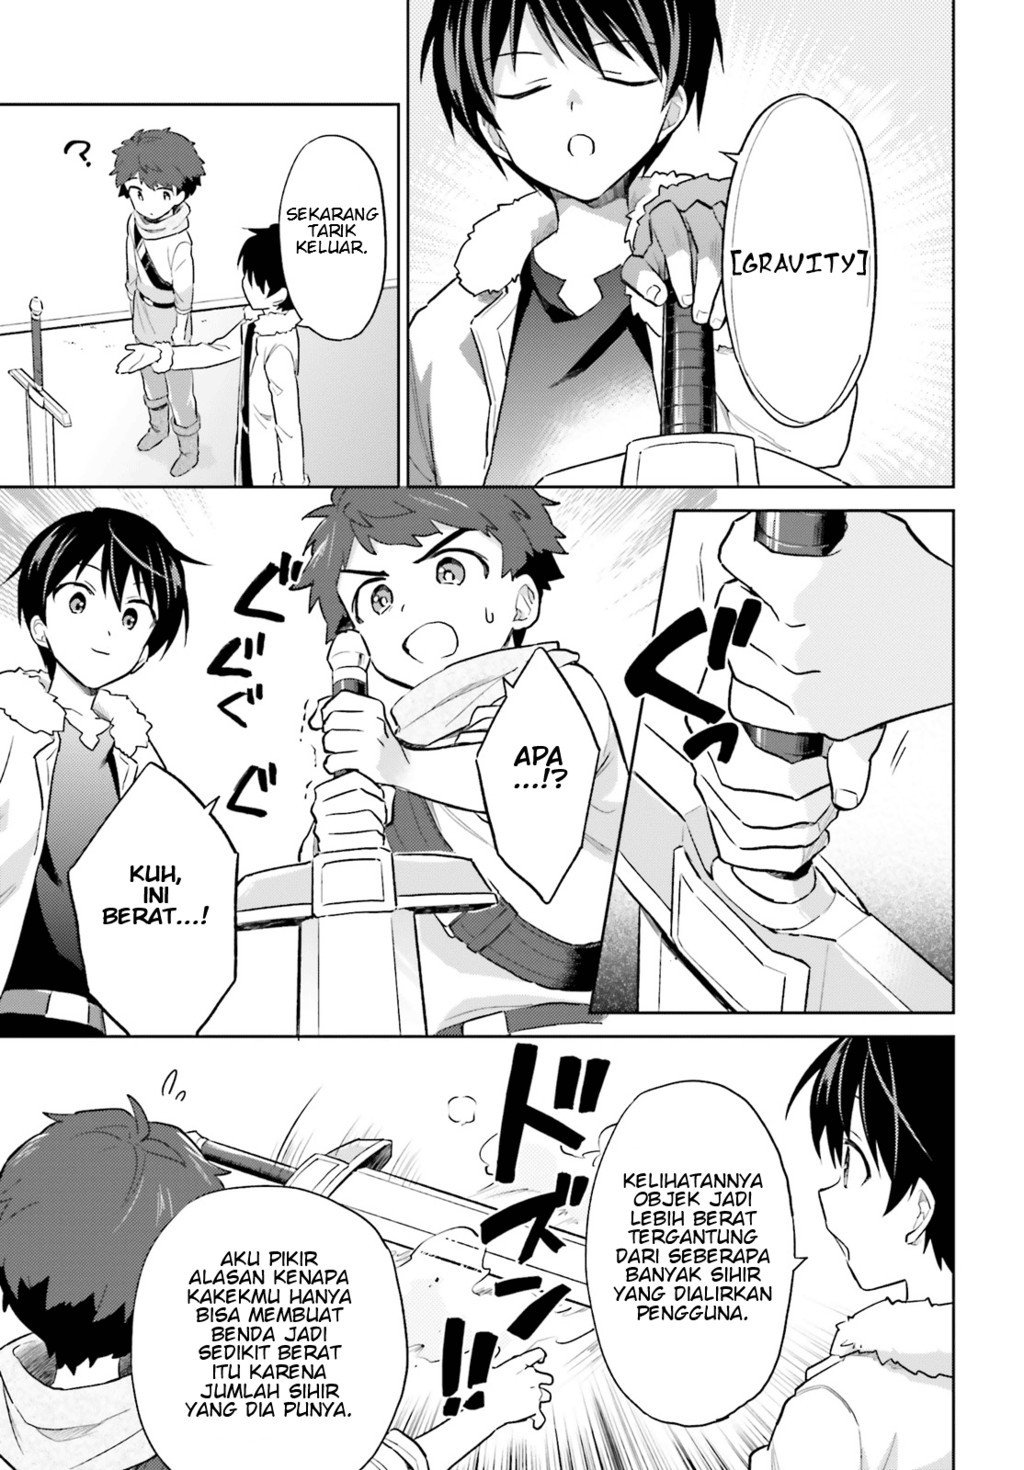 [GRAVITY]
SEKARANG
TARIK
KELUAR.
?
ぐっ
APA
...!?
ぐぐぐ
KUH,
INI
BERAT...!
KELIHATANNYA
OBJEK JADI
LEBIH BERAT
TERGANTUNG
DARI SEBERAPA
BANYAK SIHIR
YANG DIALIRKAN
PENGGUNA.
ドドン!!
AKU PIKIR
ALASAN KENAPA
KAKEKMU HANYA
BISA MEMBUAT
BENDA JADI
SEDIKIT BERAT
ITU KARENA
JUMLAH SIHIR
YANG DIA PUNYA.